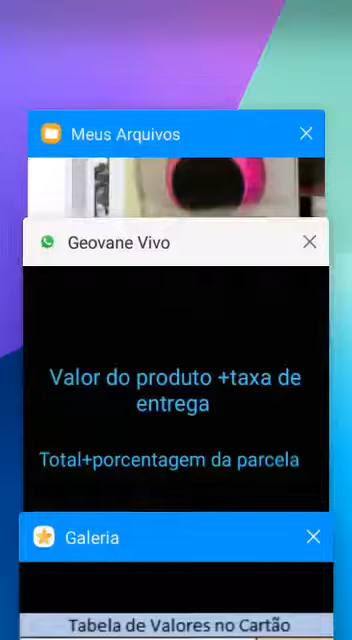 Meus Arquivos
Geovane Vivo
Valor do produto +taxa de
entrega
Total+porcentagem da parcela
Galeria
Tabela de Valores no Cartão